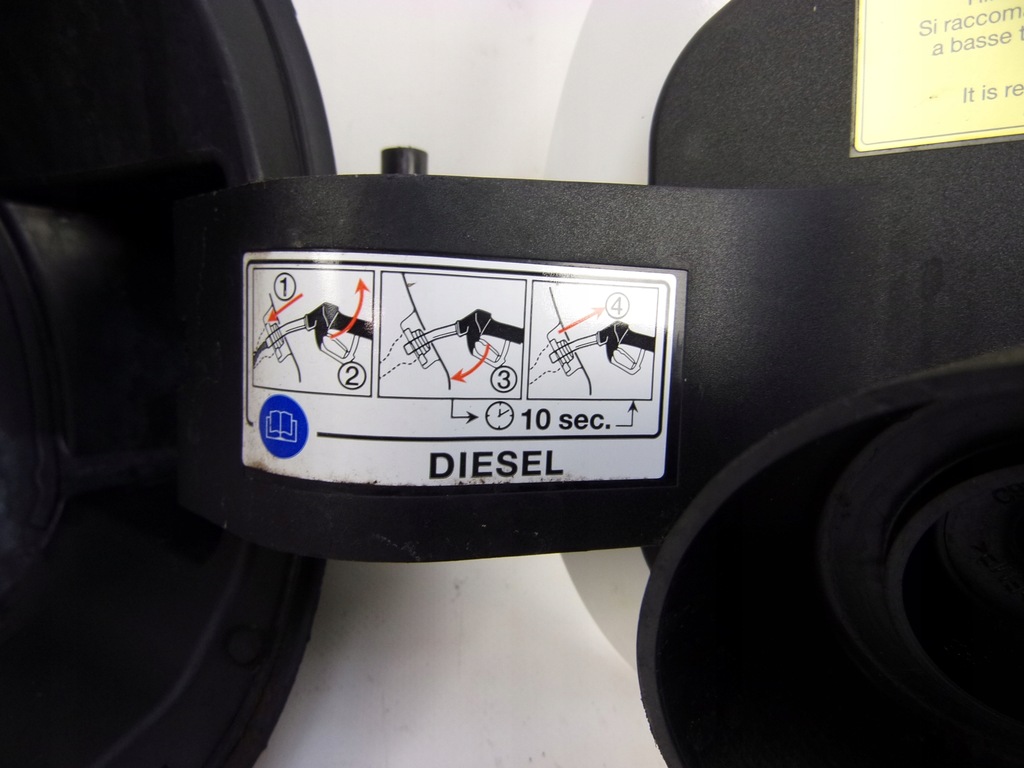 Si raccom
a basse t
It is re
1
2
3
4
10 sec.
DIESEL